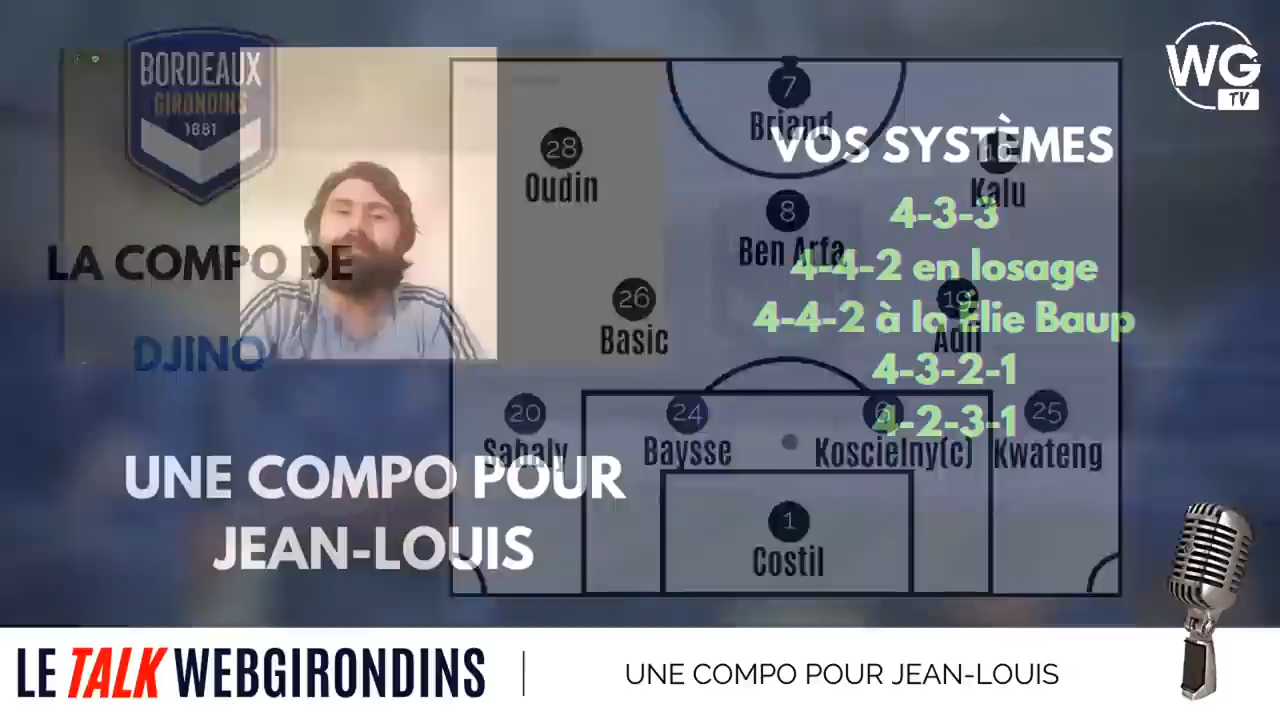 BORDEAUX
GIRONDINS
1881
WG
TV
LA COMPO DE
DJINO
UNE COMPO POUR
JEAN-LOUIS
7
Briand
28
Oudin
Kalu
8
Ben Arfa
26
Basic
19
Adli
20
Sabaly
24
Baysse
6
Koscielny(c)
25
Kwateng
1
Costil
VOS SYSTÈMES
4-3-3
4-4-2 en losage
4-4-2 à la Élie Baup
4-3-2-1
4-2-3-1
LE TALK WEBGIRONDINS
UNE COMPO POUR JEAN-LOUIS